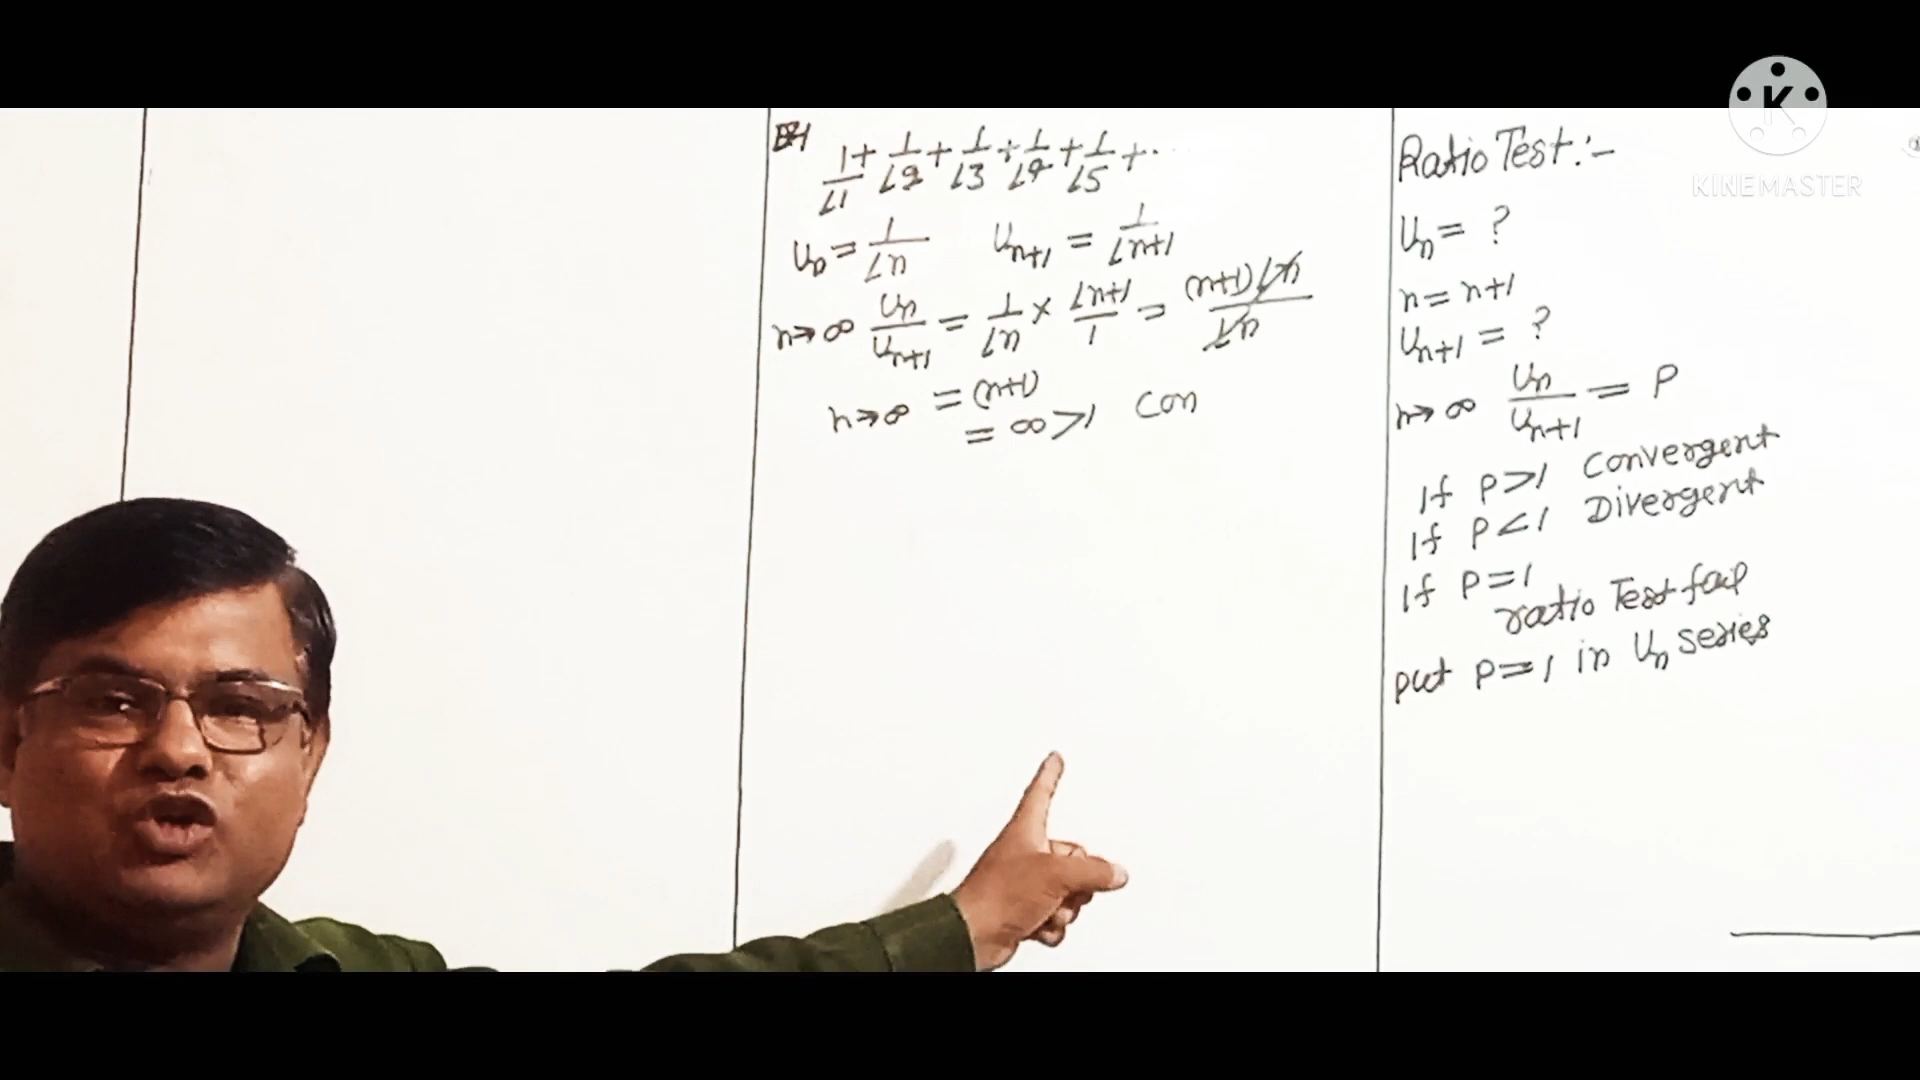 Ex-1
1/∟1 + 1/∟2 + 1/∟3 + 1/∟4 + 1/∟5 + ...
Un = 1/∟n Un+1 = 1/∟n+1
n→∞ Un/Un+1 = 1/∟n × ∟n+1/1 = (n+1)∟n/∟n
n→∞ = (n+1)
= ∞ >1 Con
Ratio Test :-
Un = ?
n = n+1
Un+1 = ?
n→∞ Un/Un+1 = P
If P>1 Convergent
If P<1 Divergent
If P=1
ratio Test fail
put P=1 in Un series
K
KINEMASTER